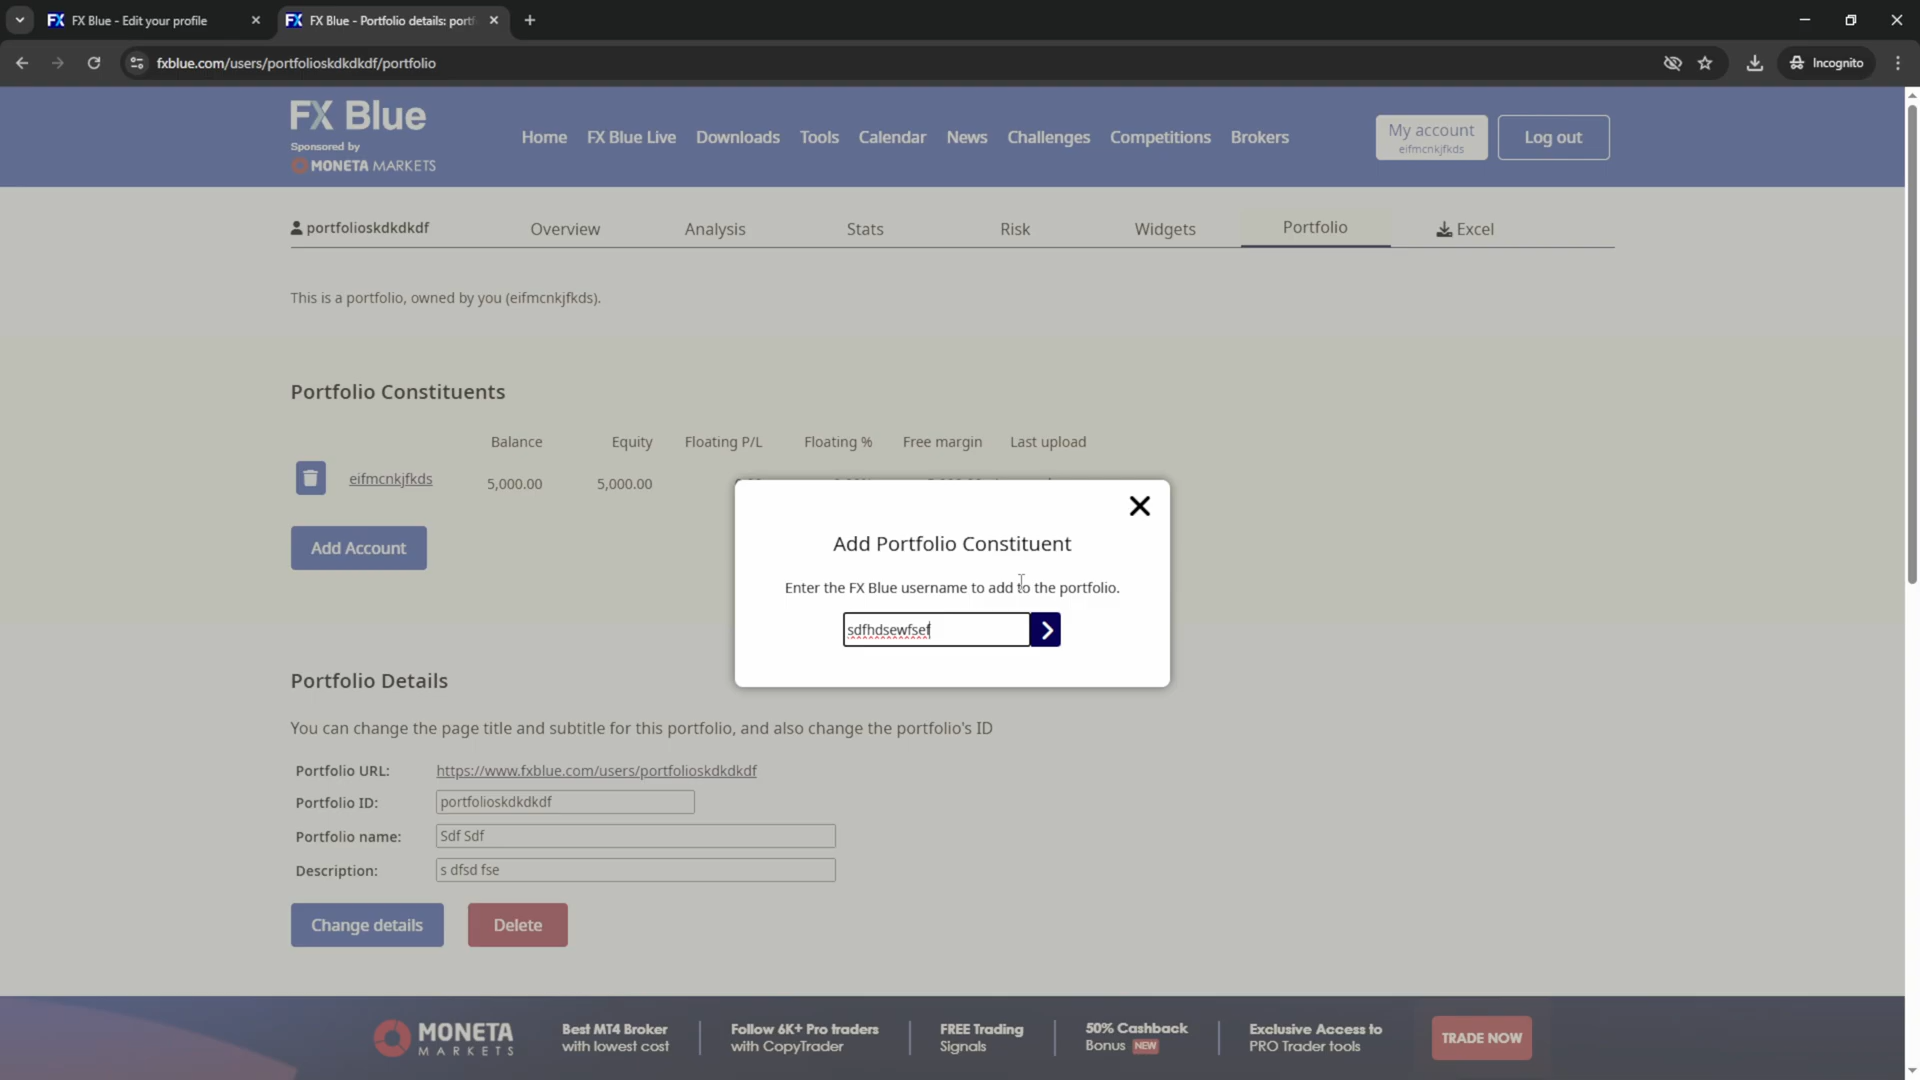 FX Blue - Edit your profile
FX Blue - Portfolio details: portf
fxblue.com/users/portfolioskdkdkdf/portfolio
Incognito
FX Blue
Sponsored by
MONETA MARKETS
Home FX Blue Live Downloads Tools Calendar News Challenges Competitions Brokers
My account
eifmcnkjfkds
Log out
portfolioskdkdkdf Overview Analysis Stats Risk Widgets Portfolio Excel
This is a portfolio, owned by you (eifmcnkjfkds).
Portfolio Constituents
Balance Equity Floating P/L Floating % Free margin Last upload
eifmcnkjfkds 5,000.00 5,000.00
Add Account
Add Portfolio Constituent
Enter the FX Blue username to add to the portfolio.
sdfhdsewfsef
Portfolio Details
You can change the page title and subtitle for this portfolio, and also change the portfolio's ID
Portfolio URL: https://www.fxblue.com/users/portfolioskdkdkdf
Portfolio ID: portfolioskdkdkdf
Portfolio name: Sdf Sdf
Description: s dfsd fse
Change details Delete
MONETA
MARKETS
Best MT4 Broker
with lowest cost
Follow 6K+ Pro traders
with CopyTrader
FREE Trading
Signals
50% Cashback
Bonus NEW
Exclusive Access to
PRO Trader tools
TRADE NOW